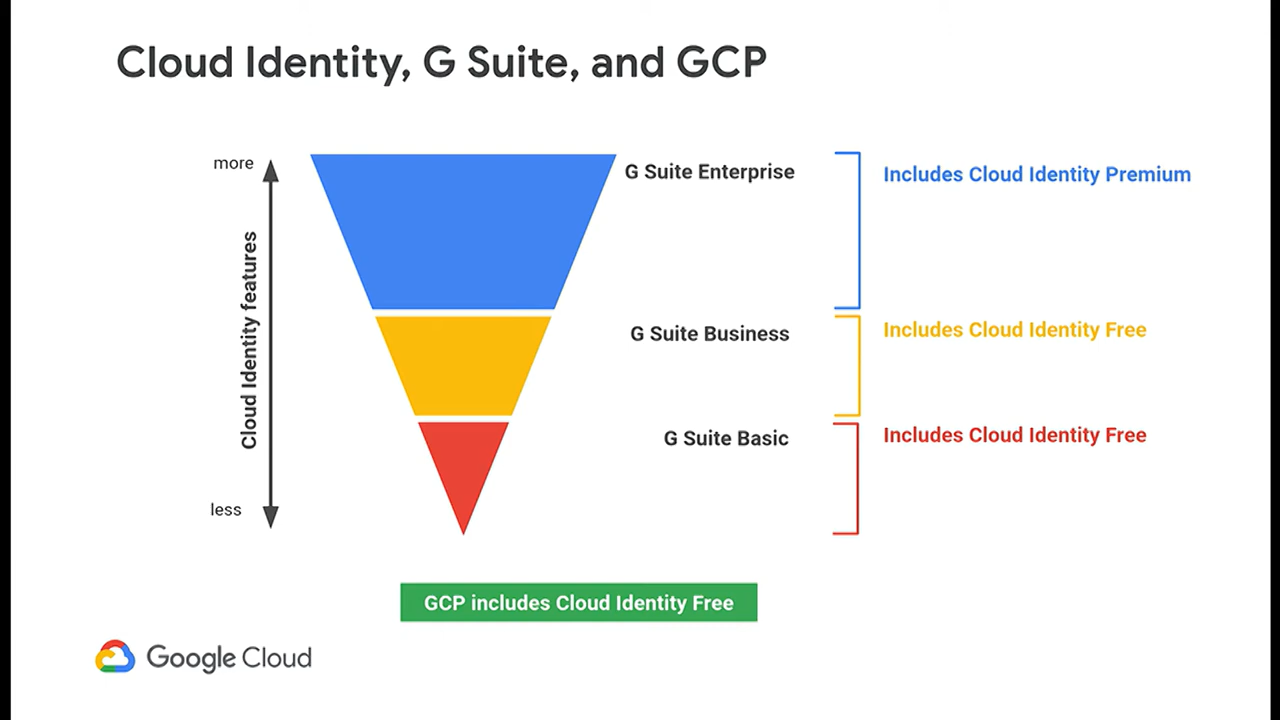 Cloud Identity, G Suite, and GCP
more
G Suite Enterprise
Includes Cloud Identity Premium
Cloud Identity features
G Suite Business
Includes Cloud Identity Free
G Suite Basic
Includes Cloud Identity Free
less
GCP includes Cloud Identity Free
Google Cloud